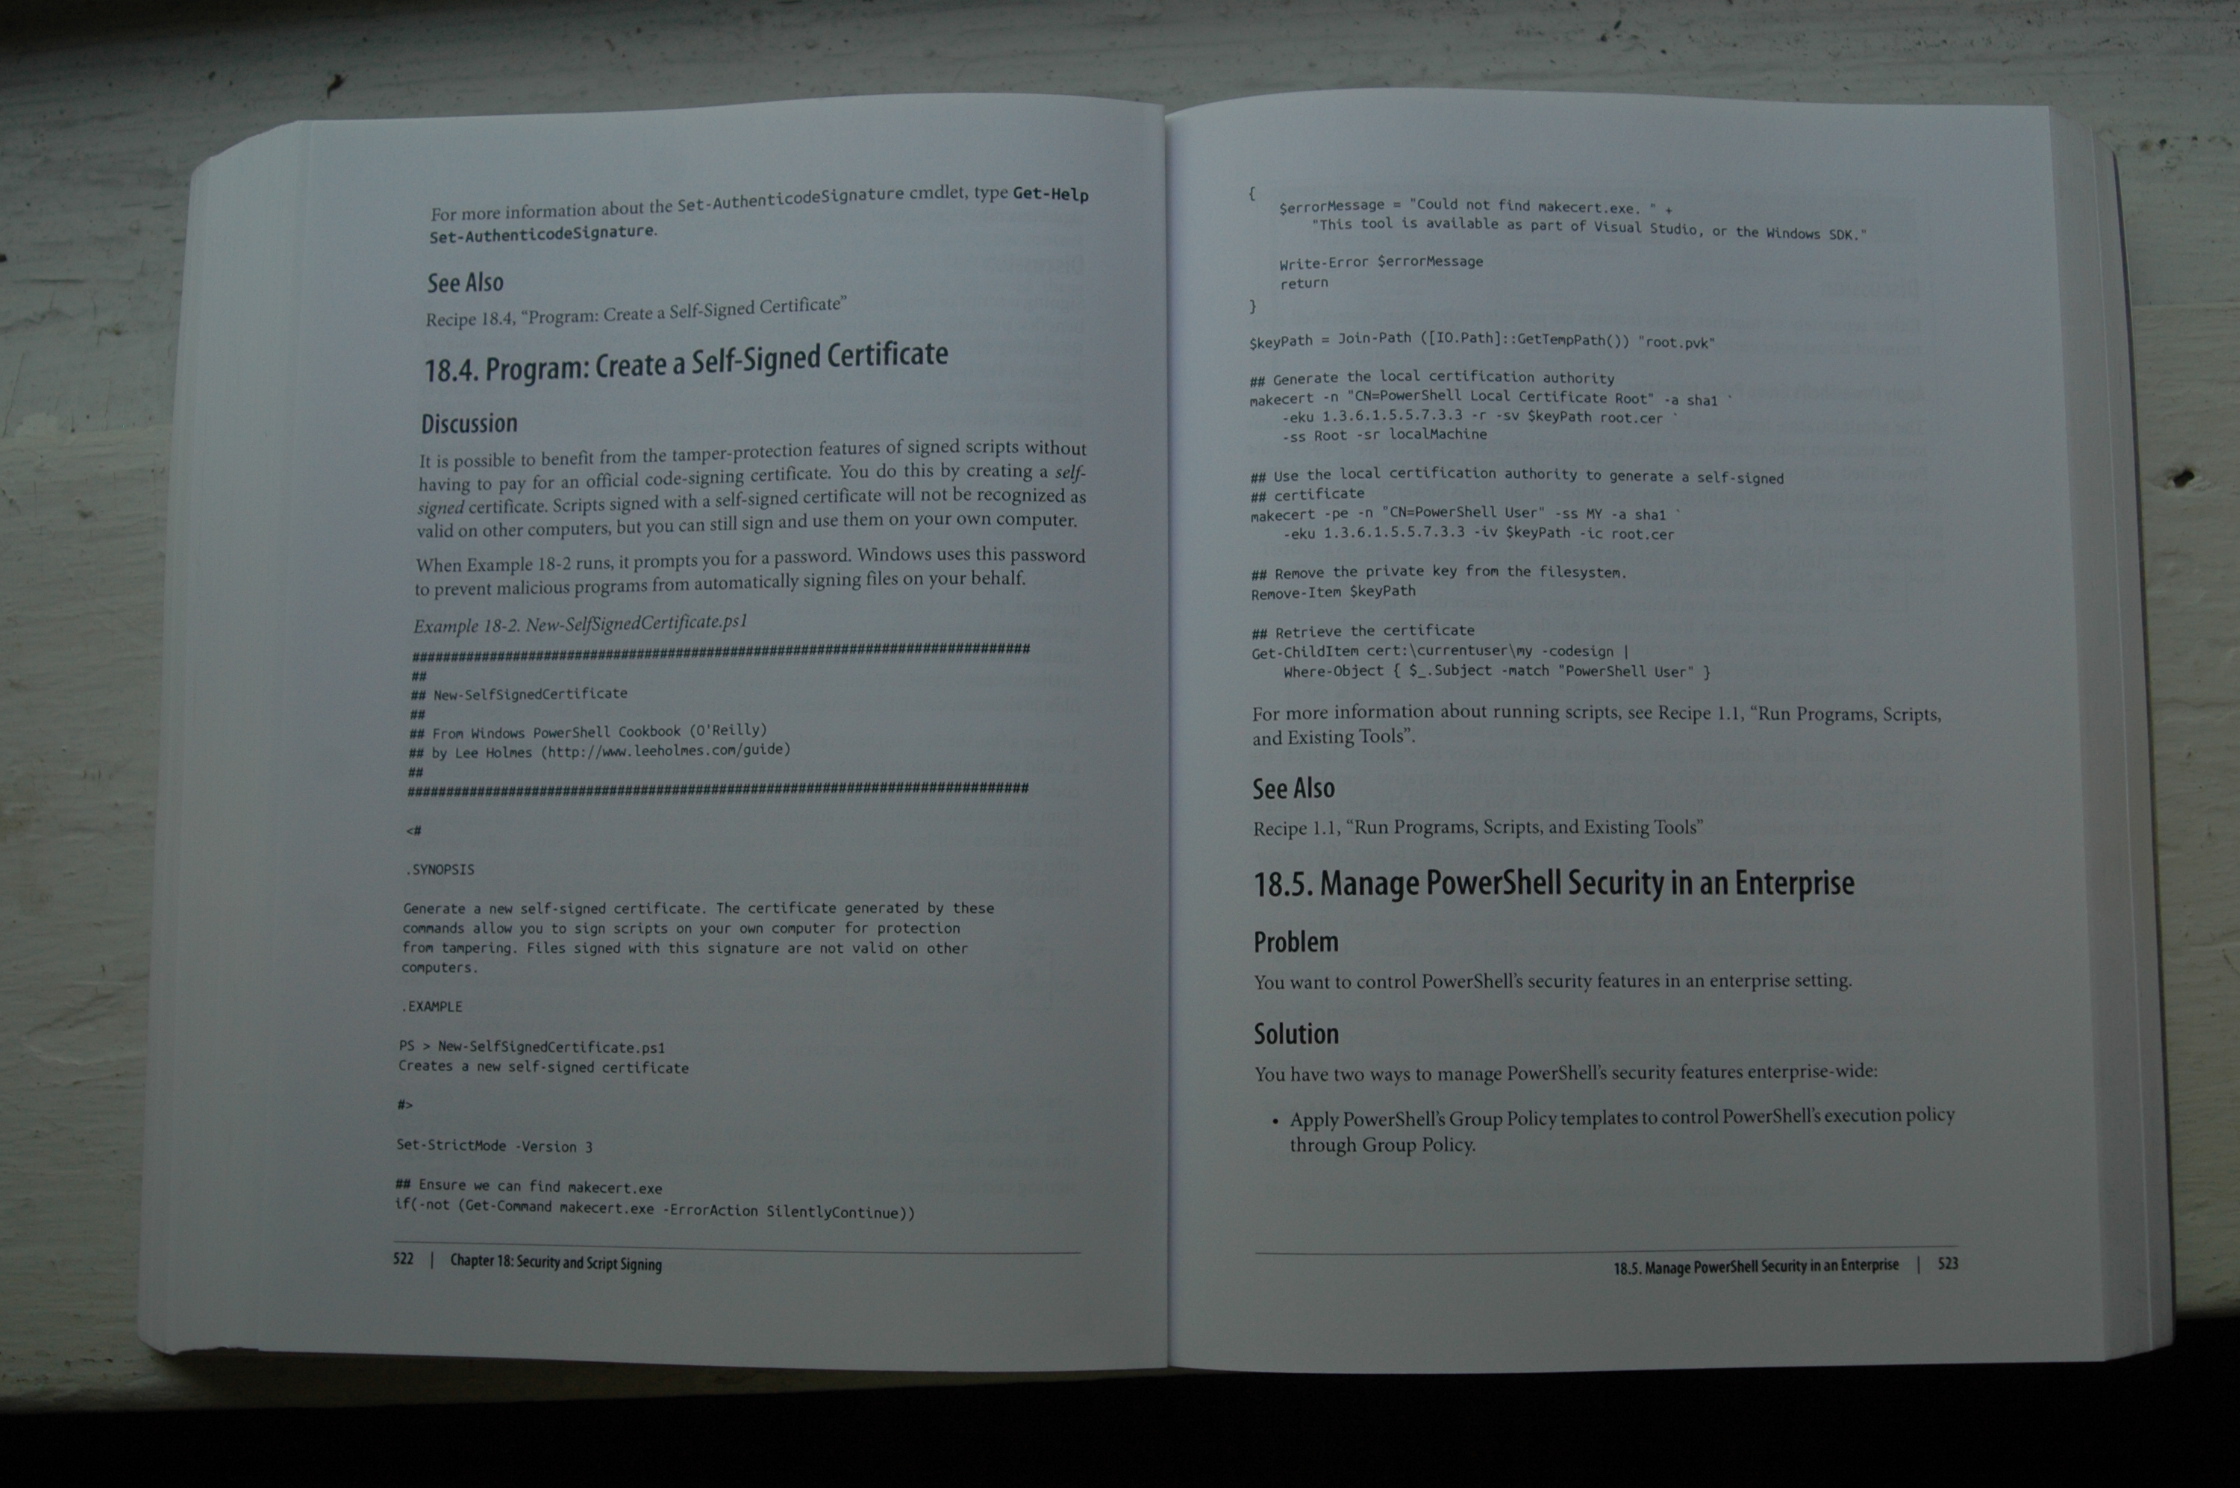 For more information about the Set-AuthenticodeSignature cmdlet, type Get-Help
Set-AuthenticodeSignature.
See Also
Recipe 18.4, “Program: Create a Self-Signed Certificate”
18.4. Program: Create a Self-Signed Certificate
Discussion
It is possible to benefit from the tamper-protection features of signed scripts without
having to pay for an official code-signing certificate. You do this by creating a self-
signed certificate. Scripts signed with a self-signed certificate will not be recognized as
valid on other computers, but you can still sign and use them on your own computer.
When Example 18-2 runs, it prompts you for a password. Windows uses this password
to prevent malicious programs from automatically signing files on your behalf.
Example 18-2. New-SelfSignedCertificate.ps1
##############################################################################
##
## New-SelfSignedCertificate
##
## From Windows PowerShell Cookbook (O'Reilly)
## by Lee Holmes (http://www.leeholmes.com/guide)
##
##############################################################################
<#
.SYNOPSIS
Generate a new self-signed certificate. The certificate generated by these
commands allow you to sign scripts on your own computer for protection
from tampering. Files signed with this signature are not valid on other
computers.
.EXAMPLE
PS > New-SelfSignedCertificate.ps1
Creates a new self-signed certificate
#>
Set-StrictMode -Version 3
## Ensure we can find makecert.exe
if(-not (Get-Command makecert.exe -ErrorAction SilentlyContinue))
522 | Chapter 18: Security and Script Signing
{
$errorMessage = "Could not find makecert.exe. " +
"This tool is available as part of Visual Studio, or the Windows SDK."
Write-Error $errorMessage
return
}
$keyPath = Join-Path ([IO.Path]::GetTempPath()) "root.pvk"
## Generate the local certification authority
makecert -n "CN=PowerShell Local Certificate Root" -a sha1 `
-eku 1.3.6.1.5.5.7.3.3 -r -sv $keyPath root.cer `
-ss Root -sr localMachine
## Use the local certification authority to generate a self-signed
## certificate
makecert -pe -n "CN=PowerShell User" -ss MY -a sha1 `
-eku 1.3.6.1.5.5.7.3.3 -iv $keyPath -ic root.cer
## Remove the private key from the filesystem.
Remove-Item $keyPath
## Retrieve the certificate
Get-ChildItem cert:\currentuser\my -codesign |
Where-Object { $_.Subject -match "PowerShell User" }
For more information about running scripts, see Recipe 1.1, “Run Programs, Scripts,
and Existing Tools”.
See Also
Recipe 1.1, “Run Programs, Scripts, and Existing Tools”
18.5. Manage PowerShell Security in an Enterprise
Problem
You want to control PowerShell’s security features in an enterprise setting.
Solution
You have two ways to manage PowerShell’s security features enterprise-wide:
• Apply PowerShell’s Group Policy templates to control PowerShell’s execution policy
through Group Policy.
18.5. Manage PowerShell Security in an Enterprise | 523